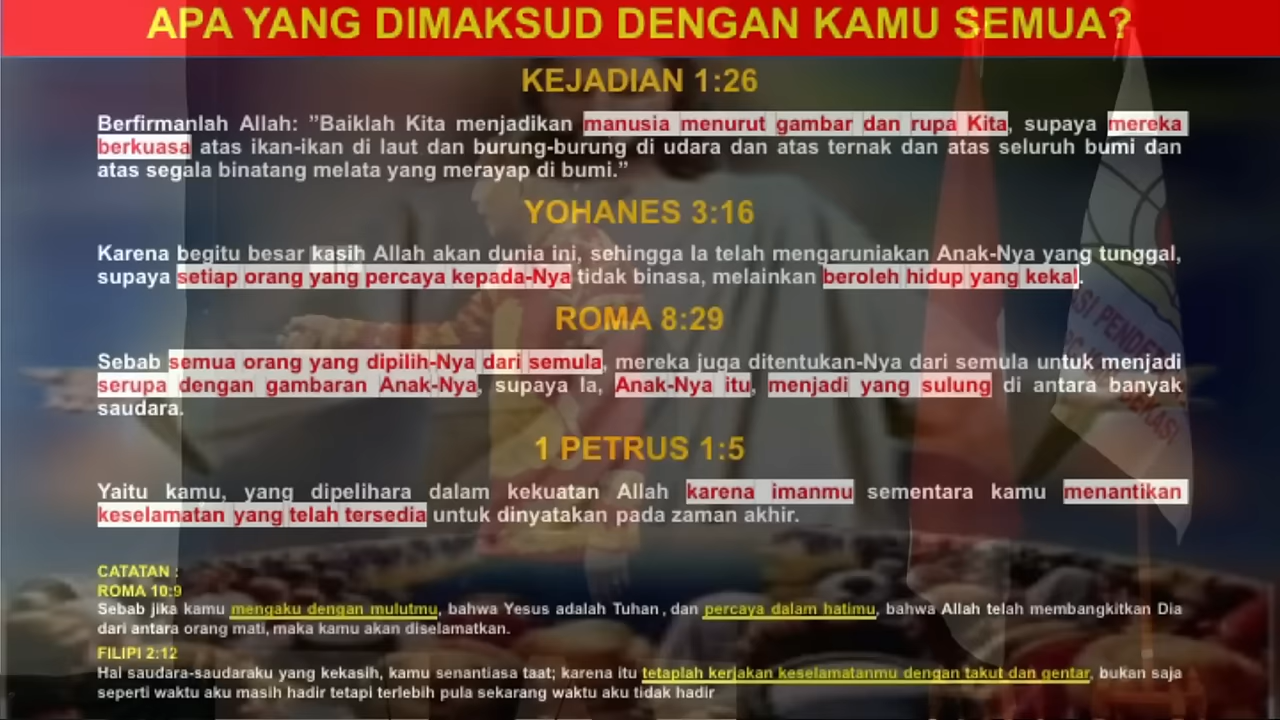 APA YANG DIMAKSUD DENGAN KAMU SEMUA?
KEJADIAN 1:26
Berfirmanlah Allah: ”Baiklah Kita menjadikan manusia menurut gambar dan rupa Kita, supaya mereka
berkuasa atas ikan-ikan di laut dan burung-burung di udara dan atas ternak dan atas seluruh bumi dan
atas segala binatang melata yang merayap di bumi.”
YOHANES 3:16
Karena begitu besar kasih Allah akan dunia ini, sehingga Ia telah mengaruniakan Anak-Nya yang tunggal,
supaya setiap orang yang percaya kepada-Nya tidak binasa, melainkan beroleh hidup yang kekal.
ROMA 8:29
Sebab semua orang yang dipilih-Nya dari semula, mereka juga ditentukan-Nya dari semula untuk menjadi
serupa dengan gambaran Anak-Nya, supaya Ia, Anak-Nya itu, menjadi yang sulung di antara banyak
saudara.
1 PETRUS 1:5
Yaitu kamu, yang dipelihara dalam kekuatan Allah karena imanmu sementara kamu menantikan
keselamatan yang telah tersedia untuk dinyatakan pada zaman akhir.
CATATAN :
ROMA 10:9
Sebab jika kamu mengaku dengan mulutmu, bahwa Yesus adalah Tuhan, dan percaya dalam hatimu, bahwa Allah telah membangkitkan Dia
dari antara orang mati, maka kamu akan diselamatkan.
FILIPI 2:12
Hai saudara-saudaraku yang kekasih, kamu senantiasa taat; karena itu tetaplah kerjakan keselamatanmu dengan takut dan gentar, bukan saja
seperti waktu aku masih hadir tetapi terlebih pula sekarang waktu aku tidak hadir